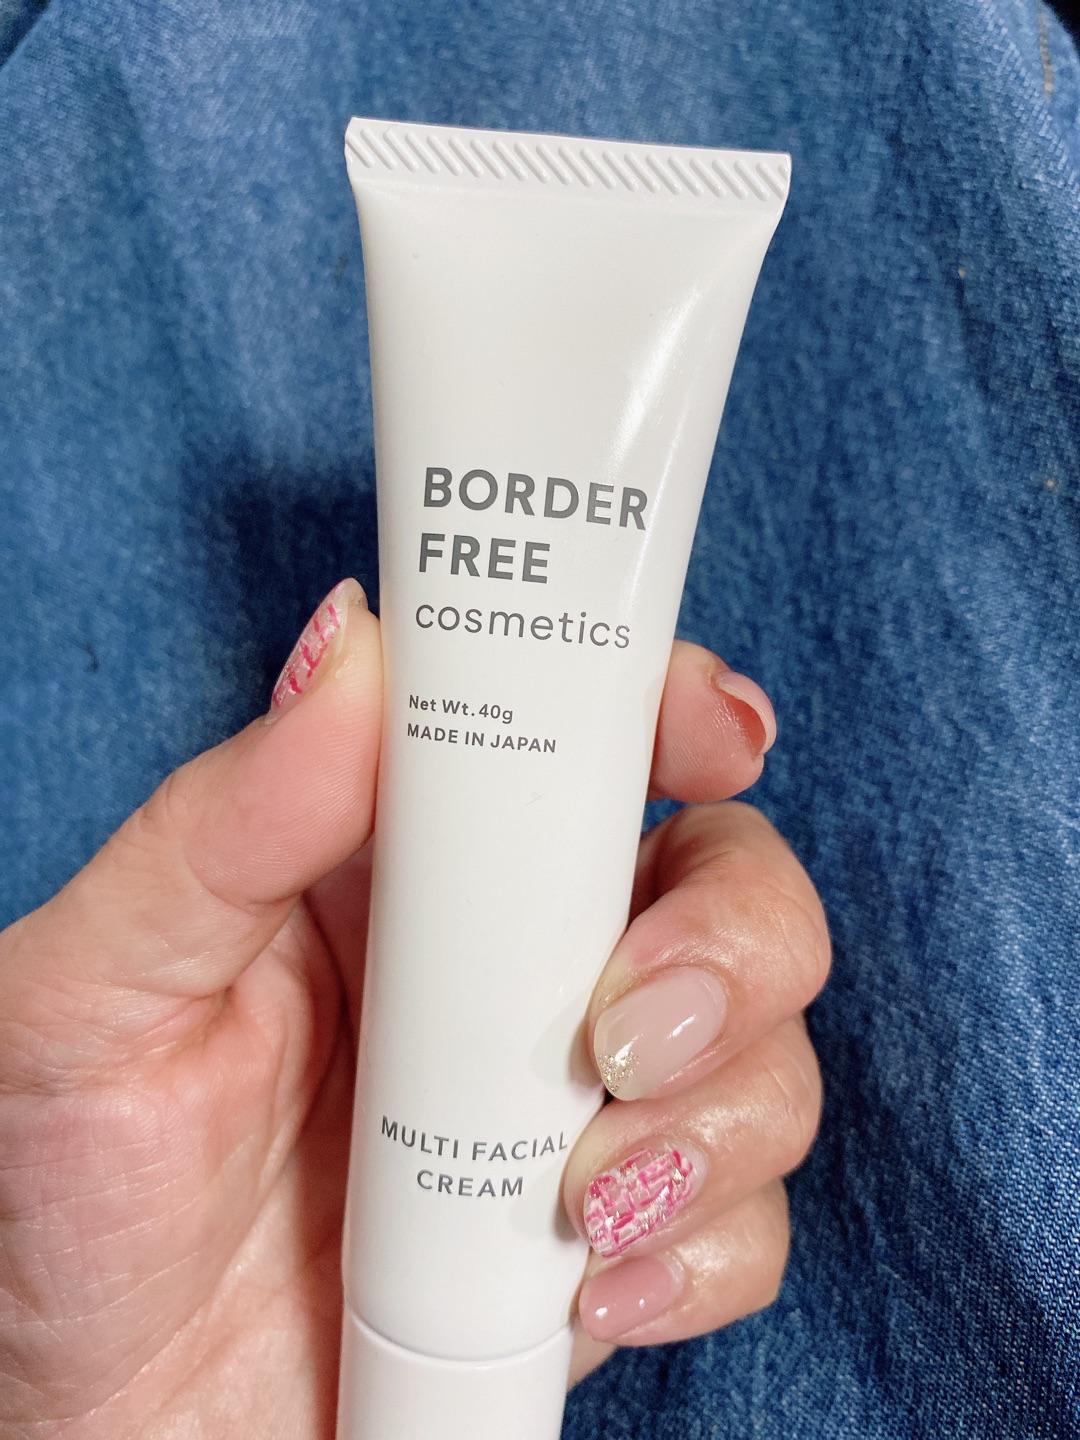 BORDER
FREE
cosmetics
Net Wt. 40g
MADE IN JAPAN
MULTI FACIAL
CREAM